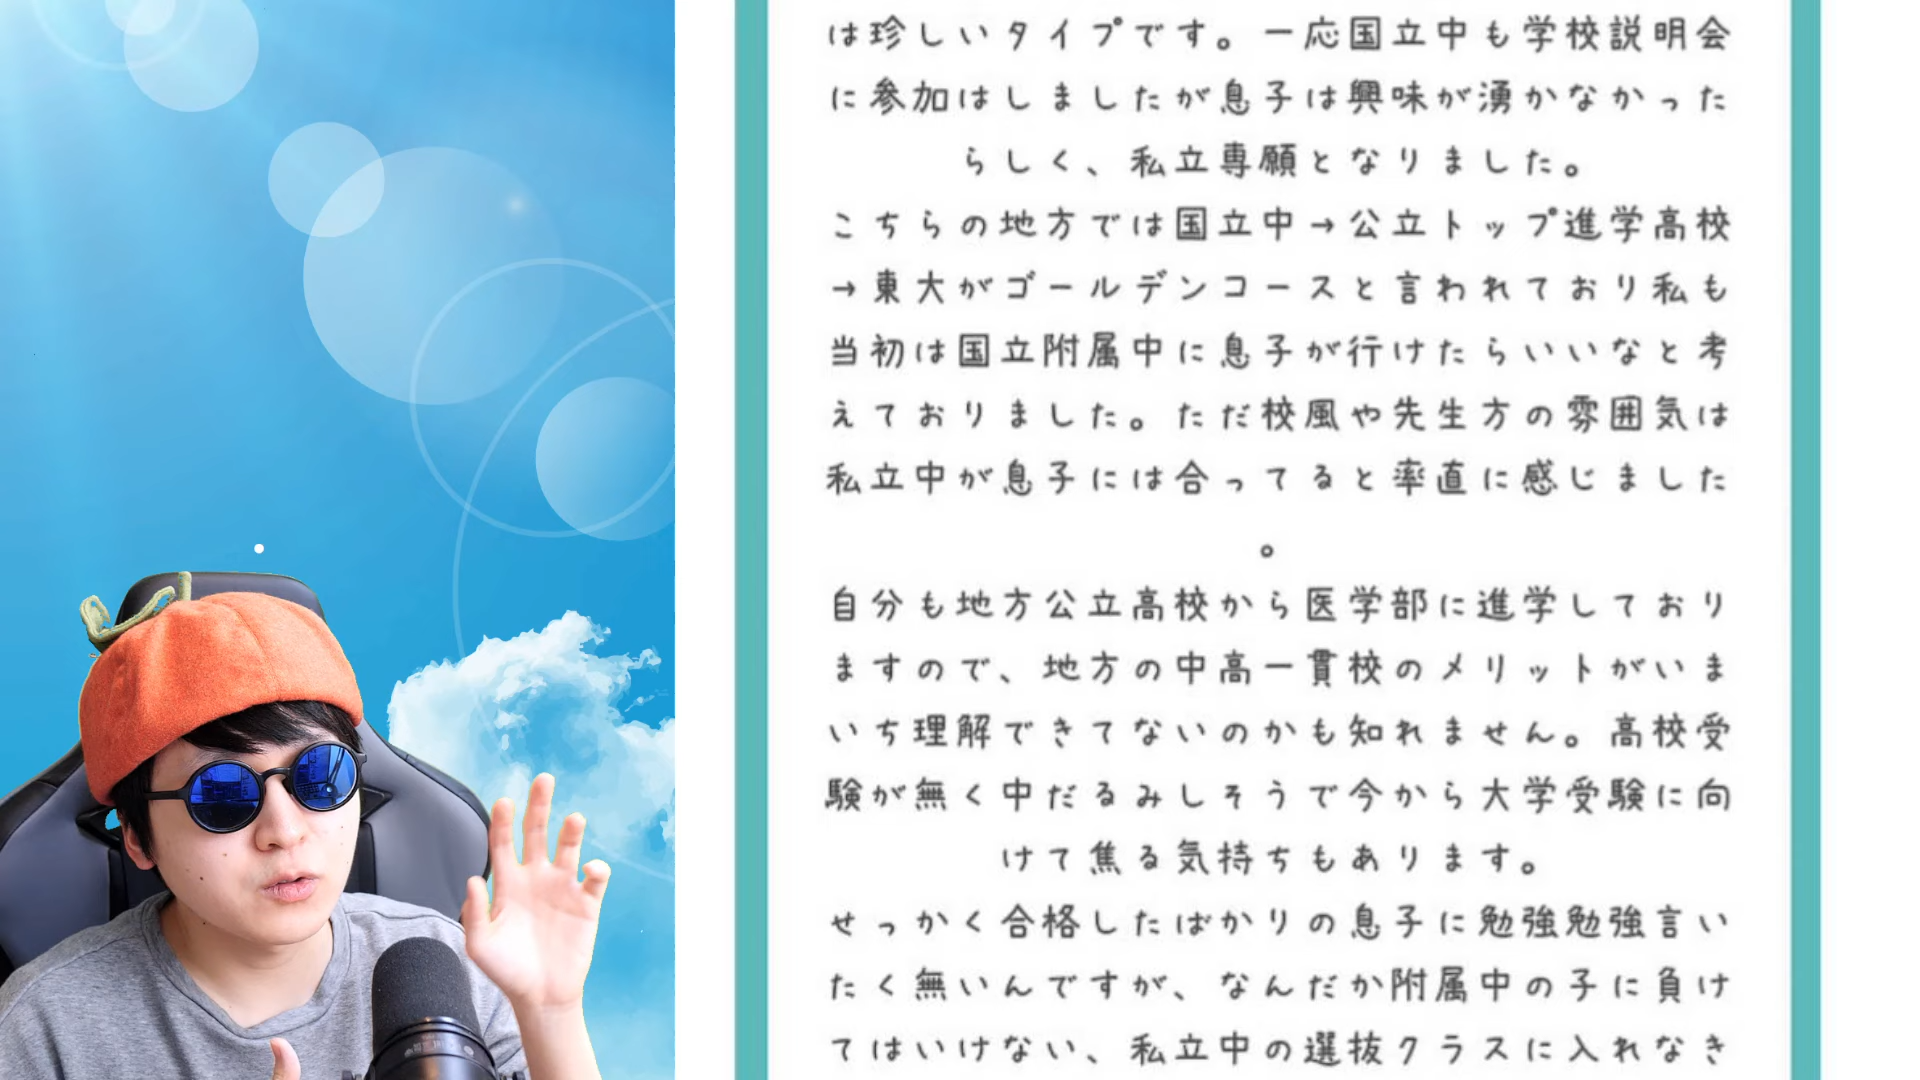 は珍しいタイプです。一応国立中も学校説明会
に参加はしましたが息子は興味が湧かなかった
らしく、私立専願となりました。
こちらの地方では国立中→公立トップ進学高校
→東大がゴールデンコースと言われており私も
当初は国立附属中に息子が行けたらいいなと考
えておりました。ただ校風や先生方の雰囲気は
私立中が息子には合ってると率直に感じました
。
自分も地方公立高校から医学部に進学しており
ますので、地方の中高一貫校のメリットがいま
いち理解できてないのかも知れません。高校受
験が無く中だるみしそうで今から大学受験に向
けて焦る気持ちもあります。
せっかく合格したばかりの息子に勉強勉強言い
たく無いんですが、なんだか附属中の子に負け
てはいけない、私立中の選抜クラスに入れなき